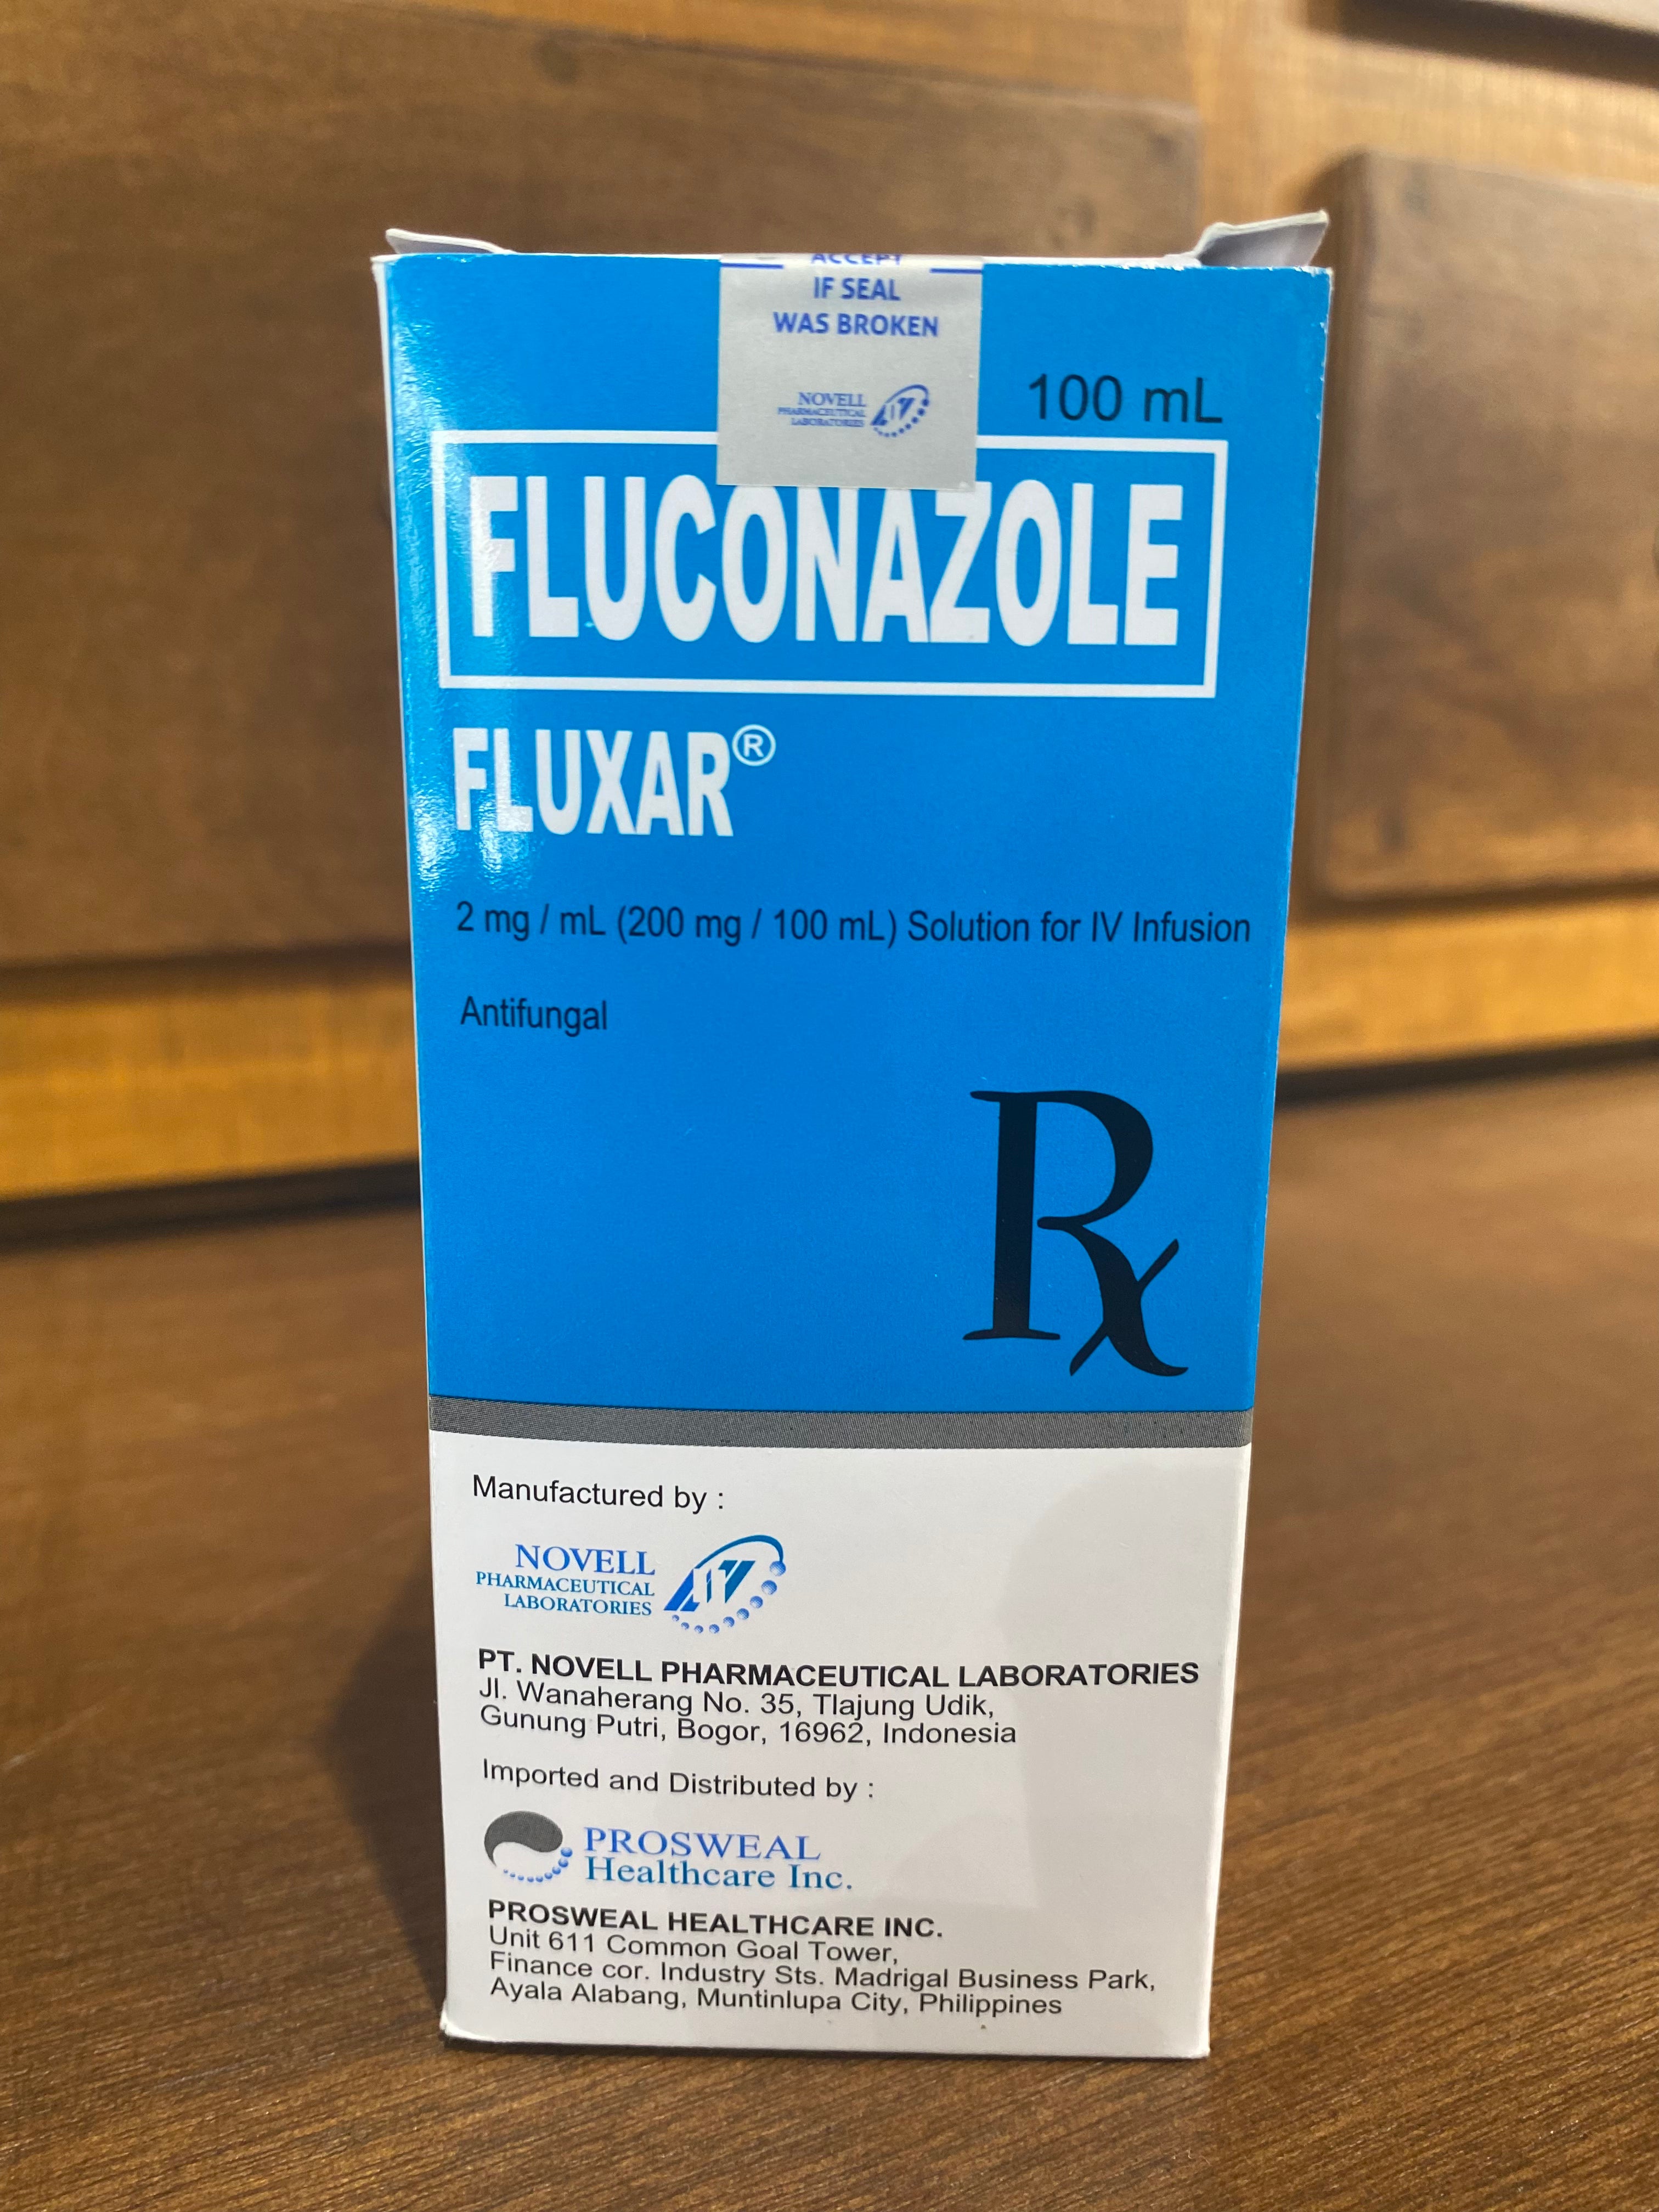 ACCEPT
IF SEAL
WAS BROKEN
NOVELL
PHARMACEUTICAL
LABORATORIES
100 mL
FLUCONAZOLE
FLUXAR®
2 mg / mL (200 mg / 100 mL) Solution for IV Infusion
Antifungal
Rx
Manufactured by :
NOVELL
PHARMACEUTICAL
LABORATORIES
PT. NOVELL PHARMACEUTICAL LABORATORIES
Jl. Wanaherang No. 35, Tlajung Udik,
Gunung Putri, Bogor, 16962, Indonesia
Imported and Distributed by :
PROSWEAL
Healthcare Inc.
PROSWEAL HEALTHCARE INC.
Unit 611 Common Goal Tower,
Finance cor. Industry Sts. Madrigal Business Park,
Ayala Alabang, Muntinlupa City, Philippines